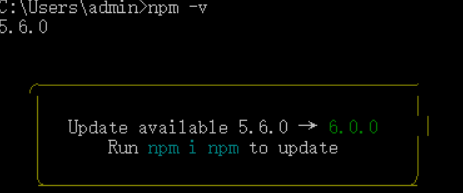 C:\Users\admin>npm -v
5.6.0
Update available 5.6.0 → 6.0.0
Run npm i npm to update